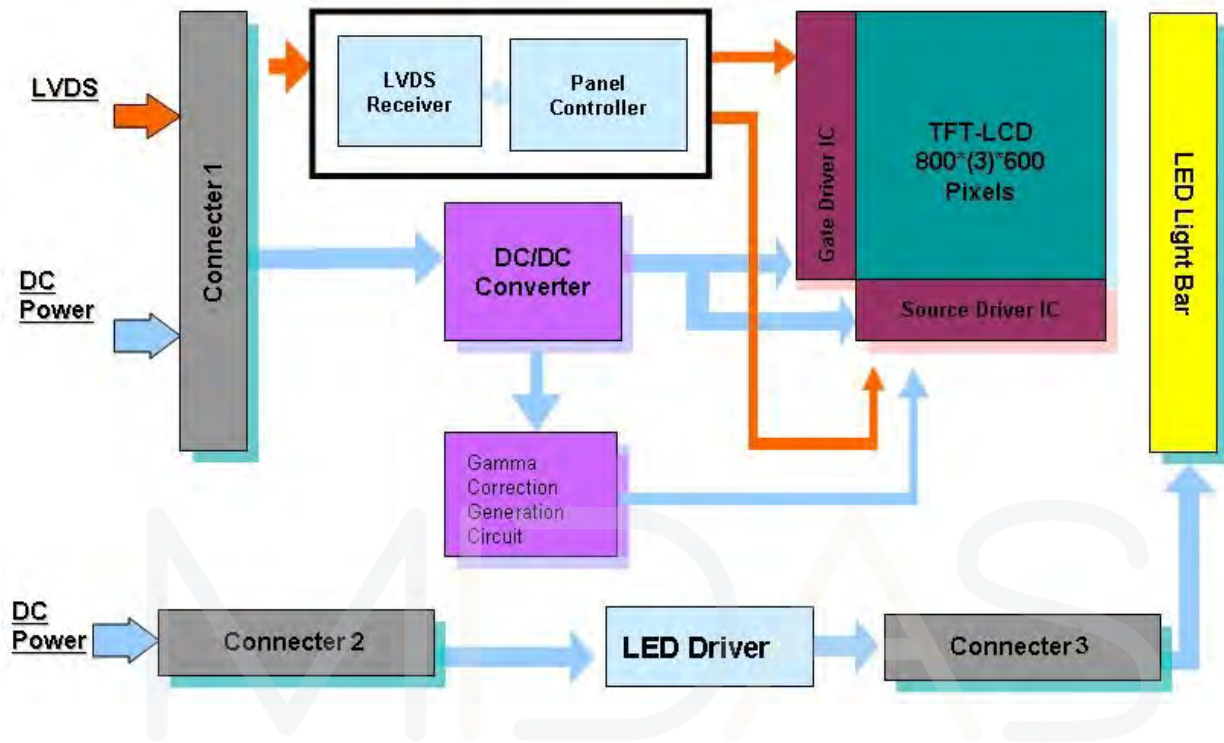 LVDS
DC
Power
Connecter 1
LVDS
Receiver
Panel
Controller
DC/DC
Converter
Gamma
Correction
Generation
Circuit
Gate Driver IC
TFT-LCD
800*(3)*600
Pixels
Source Driver IC
LED Light Bar
DC
Power
Connecter 2
LED Driver
Connecter 3
MIDAS